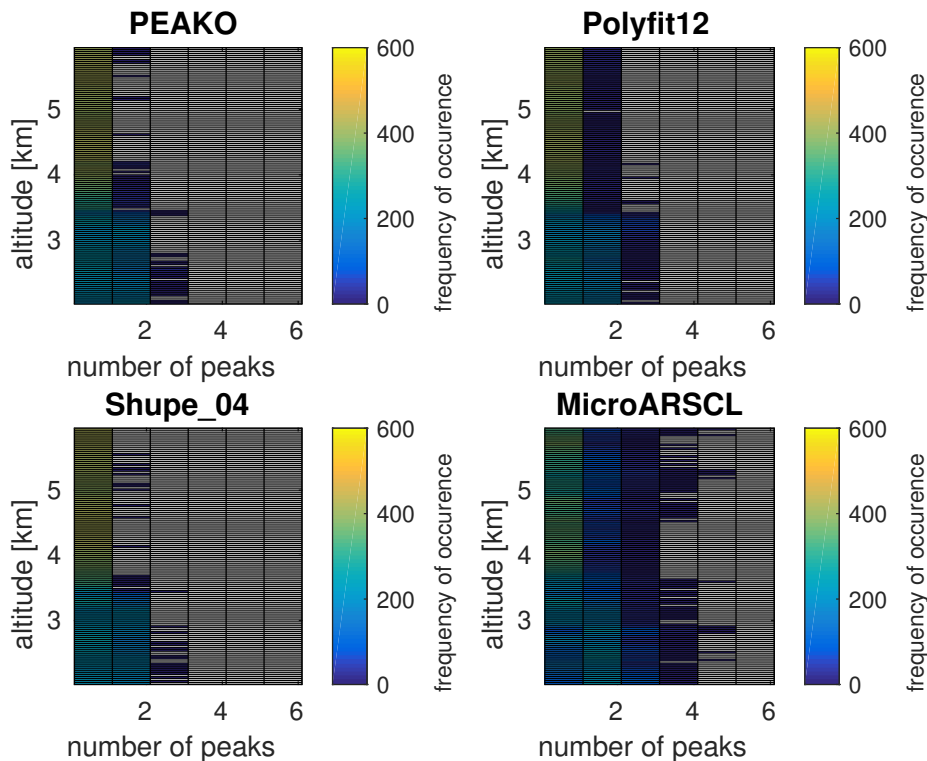 PEAKO
600
400
200
0
frequency of occurence
5
4
3
altitude [km]
2 4 6
number of peaks
Polyfit12
600
400
200
0
frequency of occurence
5
4
3
altitude [km]
2 4 6
number of peaks
Shupe_04
600
400
200
0
frequency of occurence
5
4
3
altitude [km]
2 4 6
number of peaks
MicroARSCL
600
400
200
0
frequency of occurence
5
4
3
altitude [km]
2 4 6
number of peaks